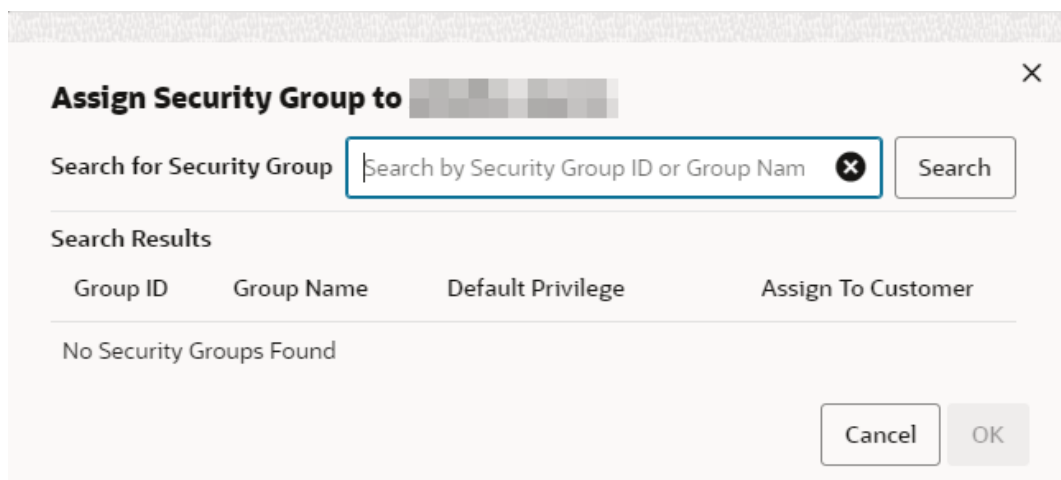 Assign Security Group to
Search for Security Group Search by Security Group ID or Group Nam Search
Search Results
Group ID Group Name Default Privilege Assign To Customer
No Security Groups Found
Cancel OK